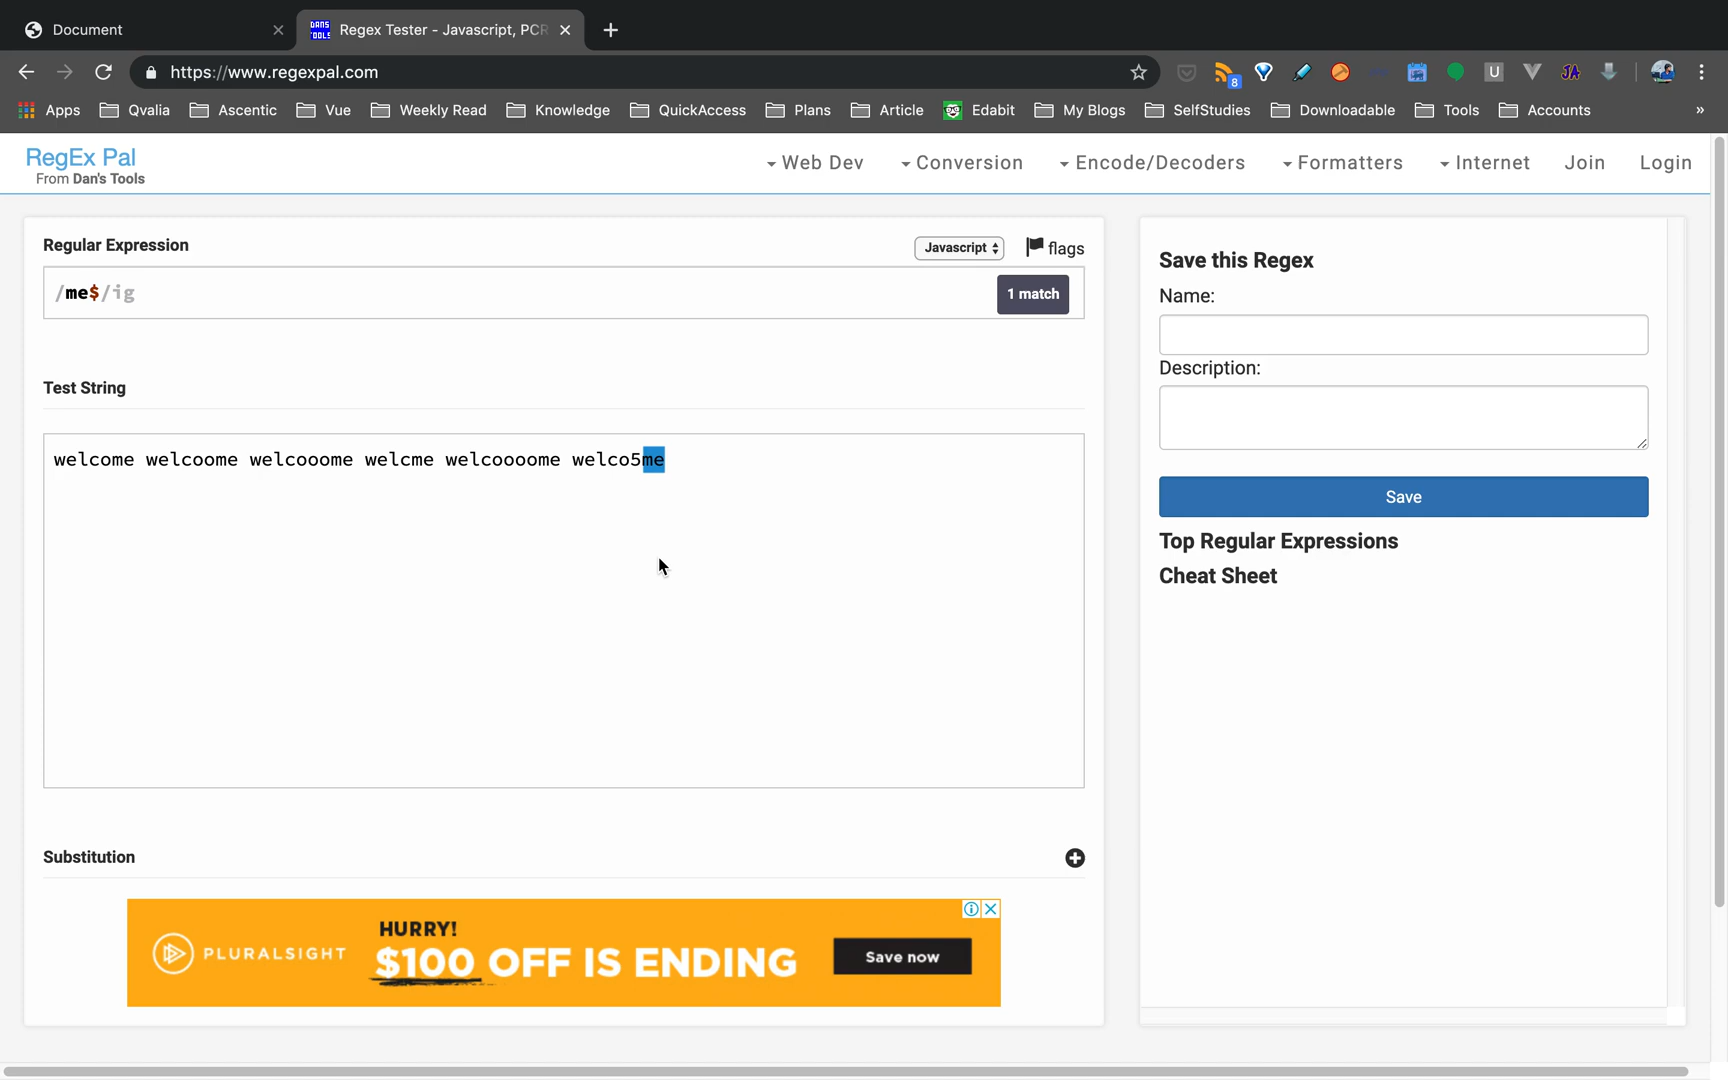 Document
Regex Tester - Javascript, PCR
https://www.regexpal.com
8
U
JA
Apps Qvalia Ascentic Vue Weekly Read Knowledge QuickAccess Plans Article Edabit My Blogs SelfStudies Downloadable Tools Accounts »
RegEx Pal
From Dan's Tools
Web Dev Conversion Encode/Decoders Formatters Internet Join Login
Regular Expression
Javascript
flags
/me$/ig
1 match
Test String
welcome welcoome welcooome welcme welcoooome welco5me
Substitution
PLURALSIGHT
HURRY!
$100 OFF IS ENDING
Save now
Save this Regex
Name:
Description:
Save
Top Regular Expressions
Cheat Sheet